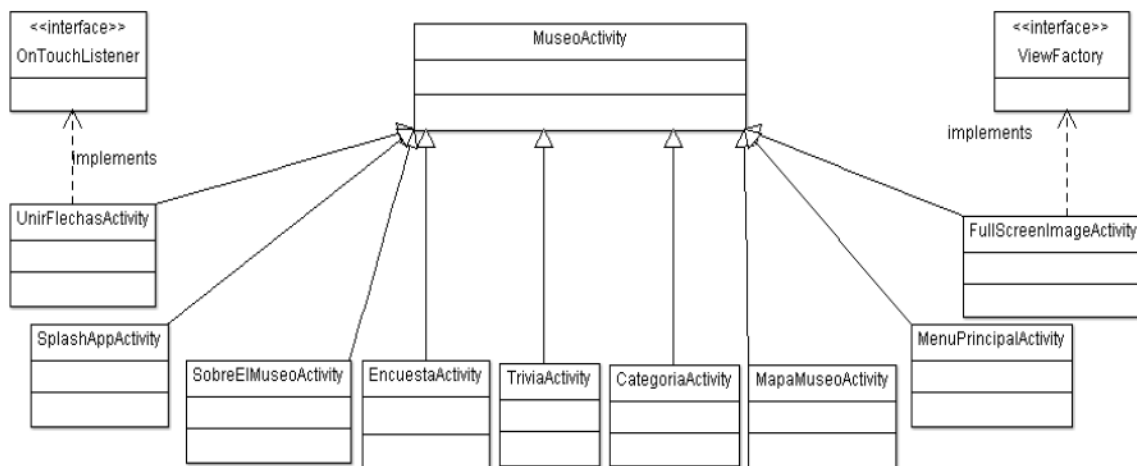 <<interface>>
OnTouchListener
MuseoActivity
<<interface>>
ViewFactory
implements
implements
UnirFlechasActivity
FullScreenImageActivity
SplashAppActivity
MenuPrincipalActivity
SobreElMuseoActivity
EncuestaActivity
TriviaActivity
CategoriaActivity
MapaMuseoActivity